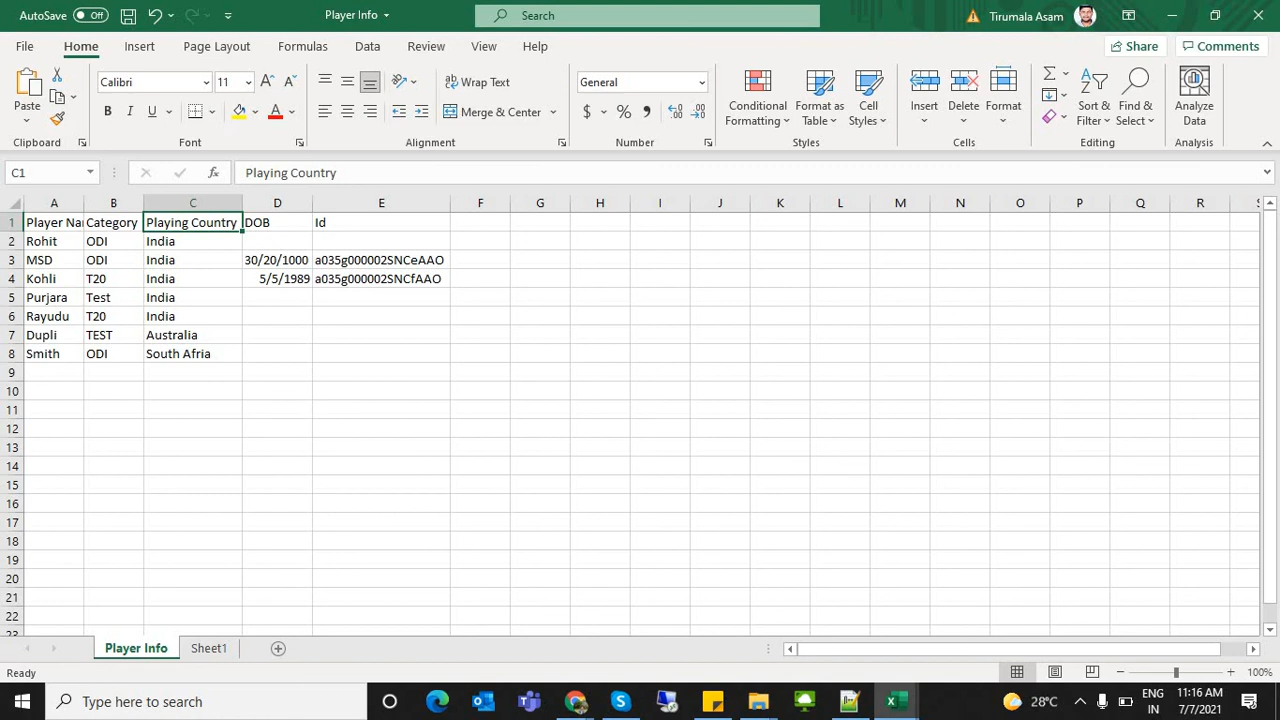 AutoSave Off Player Info Search Tirumala Asam
File Home Insert Page Layout Formulas Data Review View Help Share Comments
Paste Calibri 11 Wrap Text General Conditional Formatting Format as Table Cell Styles Insert Delete Format Sort & Filter Find & Select Analyze Data
B I U Merge & Center $ % ,
Clipboard Font Alignment Number Styles Cells Editing Analysis
C1 fx Playing Country
A B C D E F G H I J K L M N O P Q R S
1 Player Na Category Playing Country DOB Id
2 Rohit ODI India
3 MSD ODI India 30/20/1000 a035g000002SNCeAAO
4 Kohli T20 India 5/5/1989 a035g000002SNCfAAO
5 Purjara Test India
6 Rayudu T20 India
7 Dupli TEST Australia
8 Smith ODI South Afria
9
10
11
12
13
14
15
16
17
18
19
20
21
22
23
Player Info Sheet1
Ready 100%
Type here to search 28°C ENG IN 11:16 AM 7/7/2021